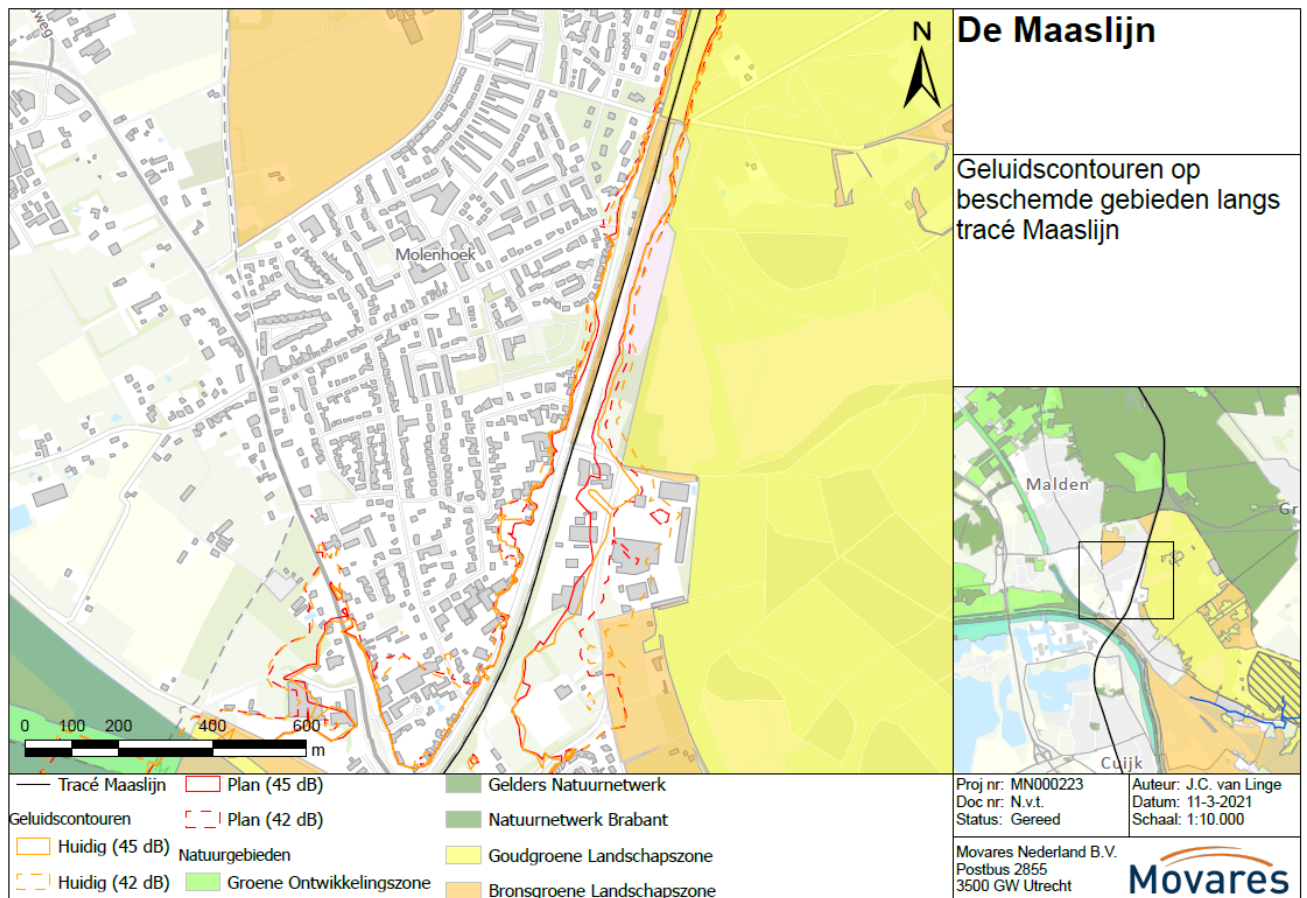 sweg
Molenhoek
N
0 100 200 400 600
m
De Maaslijn
Geluidscontouren op
beschemde gebieden langs
tracé Maaslijn
Malden
Gr
Cuijk
Tracé Maaslijn
Geluidscontouren
Huidig (45 dB)
Huidig (42 dB)
Plan (45 dB)
Plan (42 dB)
Natuurgebieden
Groene Ontwikkelingszone
Gelders Natuurnetwerk
Natuurnetwerk Brabant
Goudgroene Landschapszone
Bronsgroene Landschapszone
Proj nr: MN000223
Doc nr: N.v.t.
Status: Gereed
Auteur: J.C. van Linge
Datum: 11-3-2021
Schaal: 1:10.000
Movares Nederland B.V.
Postbus 2855
3500 GW Utrecht
Movares